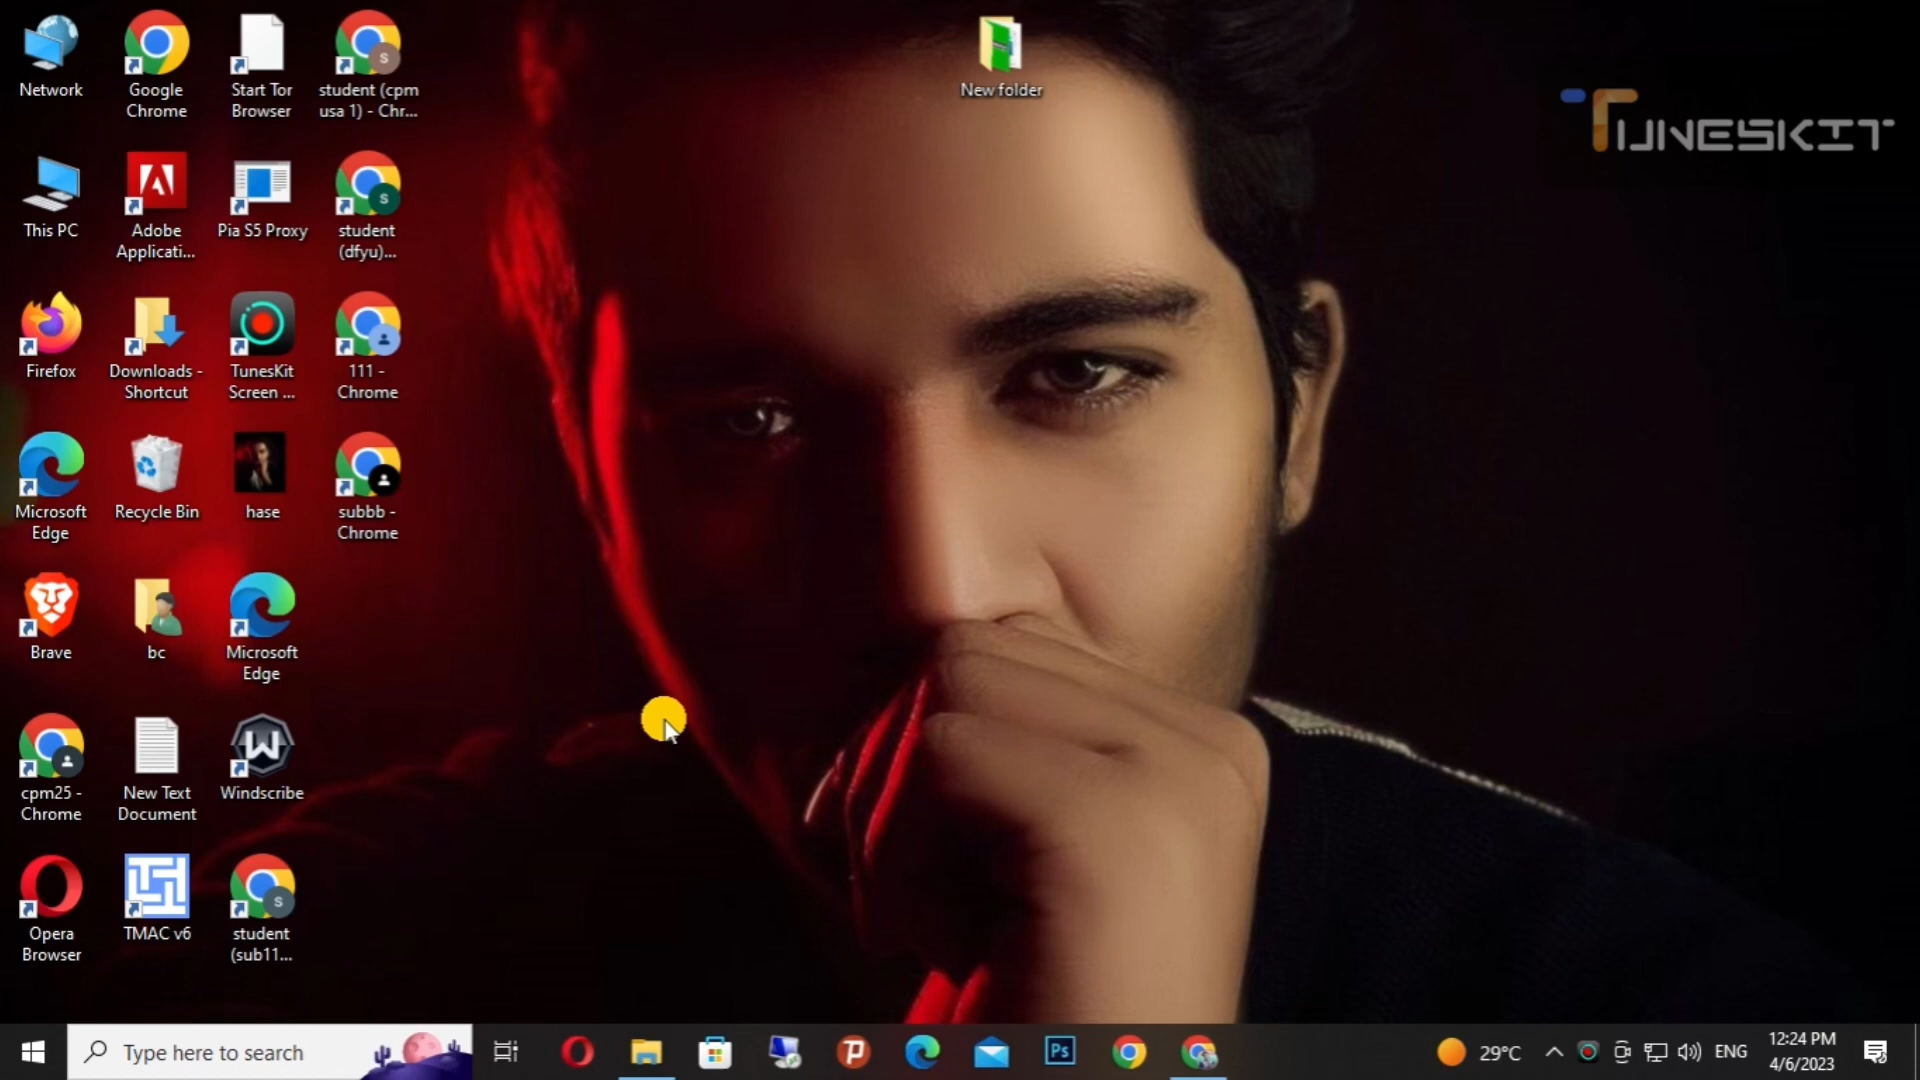 Network
Google
Chrome
Start Tor
Browser
student (cpm
usa 1) - Chr...
New folder
TUNESKIT
This PC
Adobe
Applicati...
Pia S5 Proxy
student
(dfyu)...
Firefox
Downloads -
Shortcut
TunesKit
Screen ...
111 -
Chrome
Microsoft
Edge
Recycle Bin
hase
subbb -
Chrome
Brave
bc
Microsoft
Edge
cpm25 -
Chrome
New Text
Document
Windscribe
Opera
Browser
TMAC v6
student
(sub11...
Type here to search
Ps
29°C
ENG
12:24 PM
4/6/2023